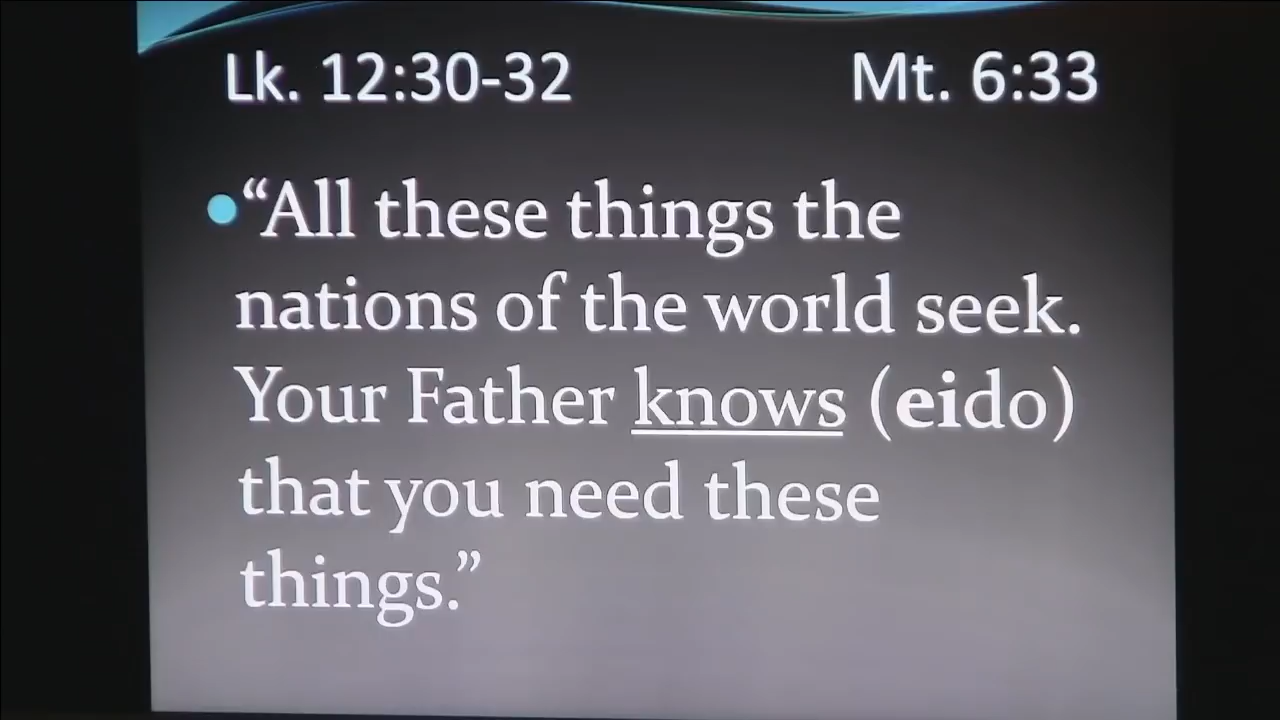 Lk. 12:30-32 Mt. 6:33
“All these things the
nations of the world seek.
Your Father knows (eido)
that you need these
things.”